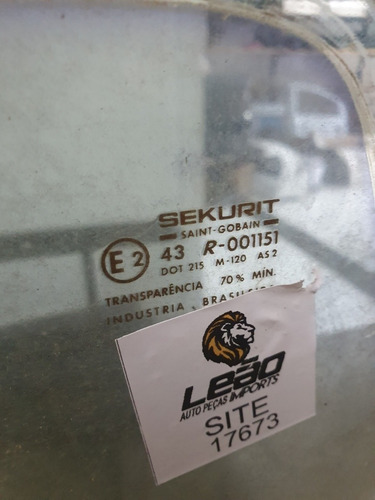 SEKURIT
SAINT-GOBAIN
E2 43 R-001151
DOT 215 M-120 AS2
TRANSPARÊNCIA 70% MÍN.
INDUSTRIA BRASILEIRA
Leão
AUTO PEÇAS IMPORTS
SITE
17673